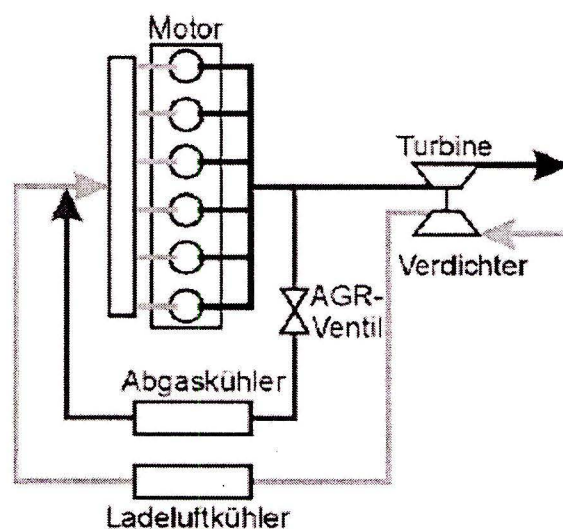 Motor
Turbine
Verdichter
AGR-
Ventil
Abgaskühler
Ladeluftkühler